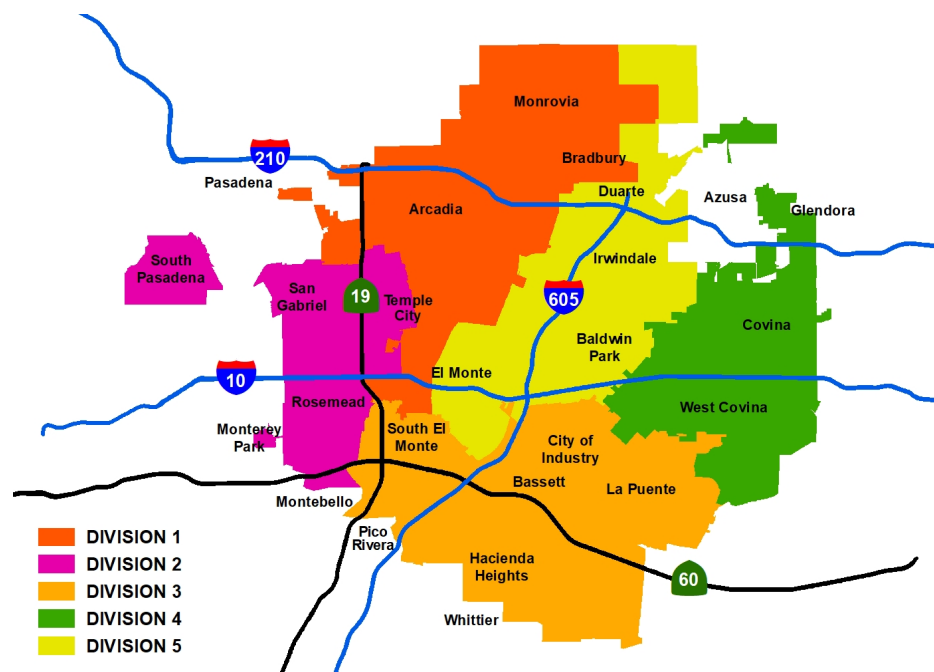 Monrovia
210
Bradbury
Pasadena
Duarte
Azusa
Glendora
Arcadia
South
Pasadena
Irwindale
San
Gabriel
19
Temple
City
605
Covina
Baldwin
Park
10
El Monte
Rosemead
West Covina
Monterey
Park
South El
Monte
City of
Industry
Bassett
La Puente
Montebello
Pico
Rivera
Hacienda
Heights
60
Whittier
DIVISION 1
DIVISION 2
DIVISION 3
DIVISION 4
DIVISION 5